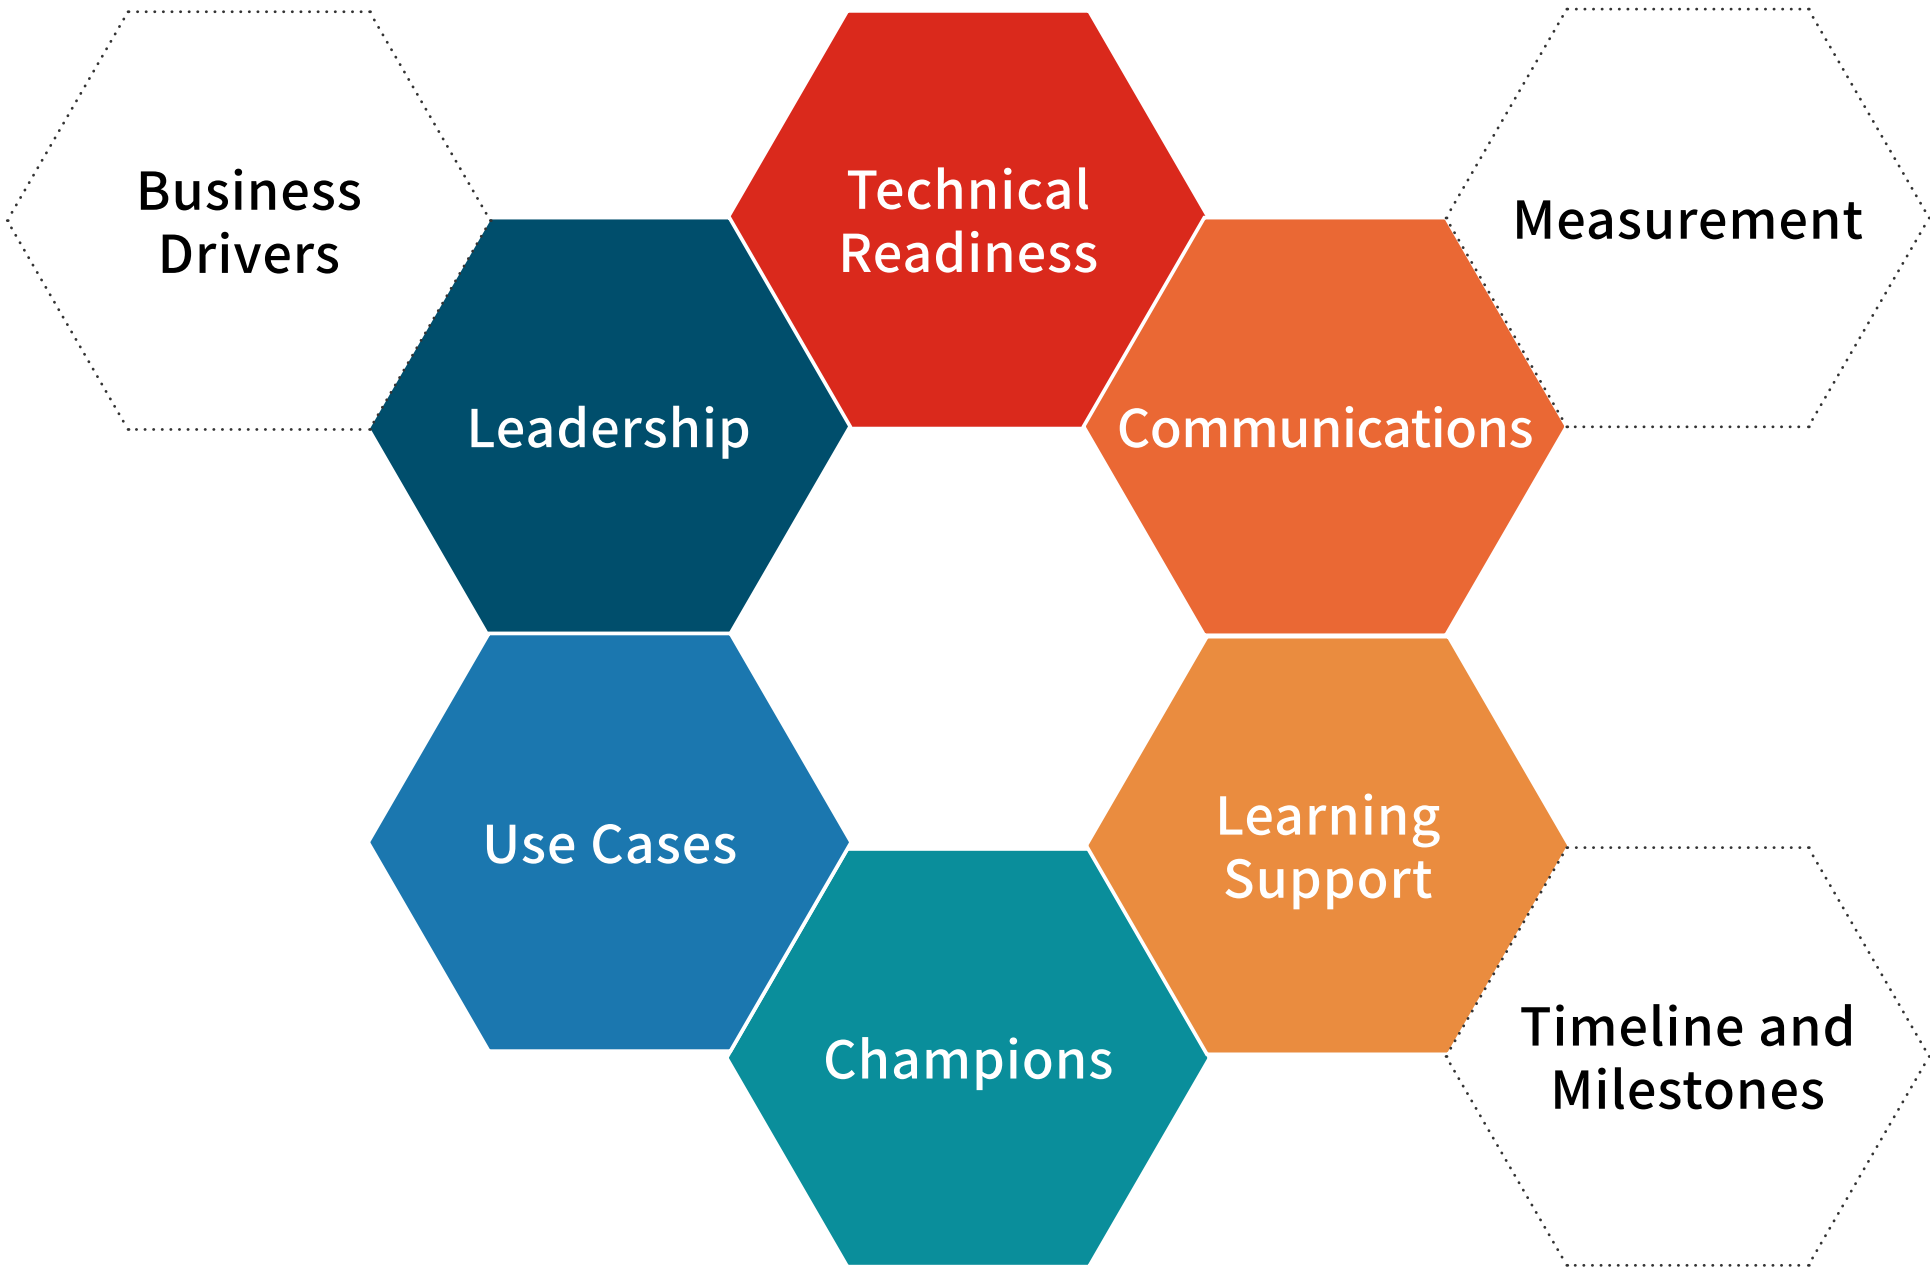 Business
Drivers
Technical
Readiness
Measurement
Leadership
Communications
Use Cases
Learning
Support
Champions
Timeline and
Milestones